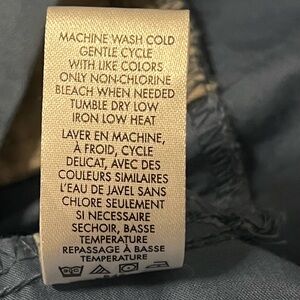 MACHINE WASH COLD
GENTLE CYCLE
WITH LIKE COLORS
ONLY NON-CHLORINE
BLEACH WHEN NEEDED
TUMBLE DRY LOW
IRON LOW HEAT
LAVER EN MACHINE,
À FROID, CYCLE
DELICAT, AVEC DES
COULEURS SIMILAIRES
L'EAU DE JAVEL SANS
CHLORE SEULEMENT
SI NECESSAIRE
SECHOIR, BASSE
TEMPERATURE
REPASSAGE À BASSE
TEMPERATURE